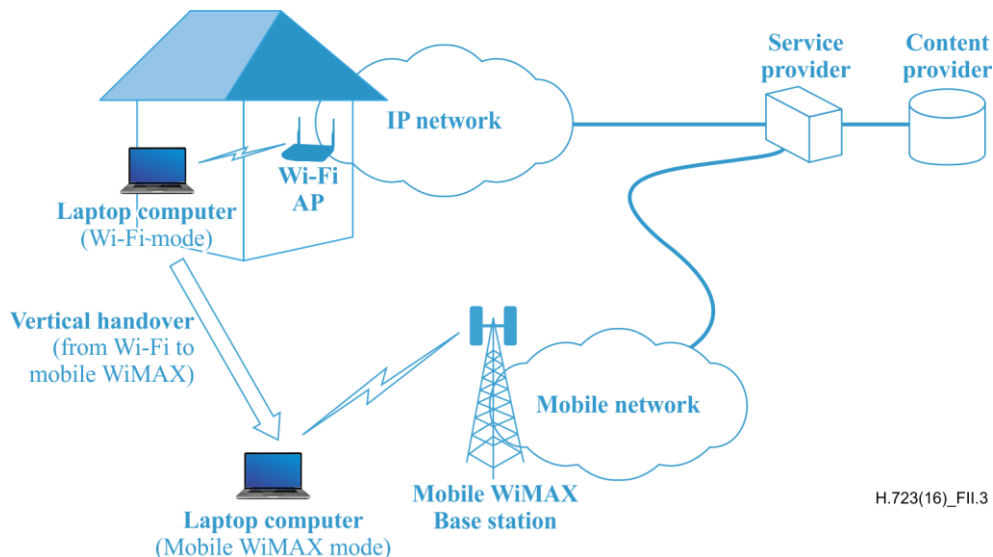 Service
provider
Content
provider
IP network
Wi-Fi
AP
Laptop computer
(Wi-Fi-mode)
Vertical handover
(from Wi-Fi to
mobile WiMAX)
Mobile network
Mobile WiMAX
Base station
Laptop computer
(Mobile WiMAX mode)
H.723(16)_FII.3